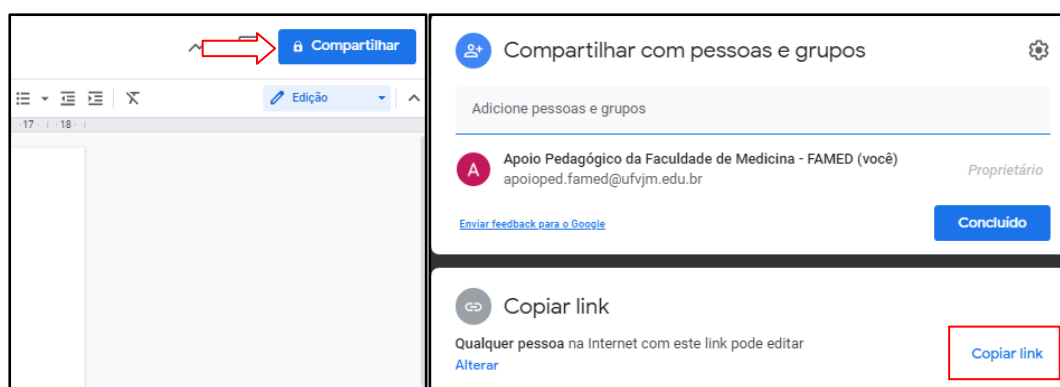 Compartilhar
Edição
17 18
Compartilhar com pessoas e grupos
Adicione pessoas e grupos
A
Apoio Pedagógico da Faculdade de Medicina - FAMED (você)
apoioped.famed@ufvjm.edu.br
Proprietário
Enviar feedback para o Google
Concluído
Copiar link
Qualquer pessoa na Internet com este link pode editar
Alterar
Copiar link